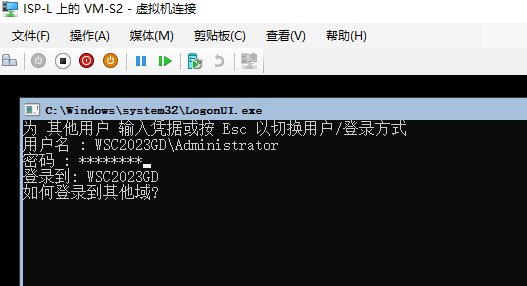 ISP-L 上的 VM-S2 - 虚拟机连接
文件(F) 操作(A) 媒体(M) 剪贴板(C) 查看(V) 帮助(H)
C:\Windows\system32\LogonUI.exe
为 其他用户 输入凭据或按 Esc 以切换用户/登录方式
用户名 : WSC2023GD\Administrator
密码 : ********
登录到: WSC2023GD
如何登录到其他域?